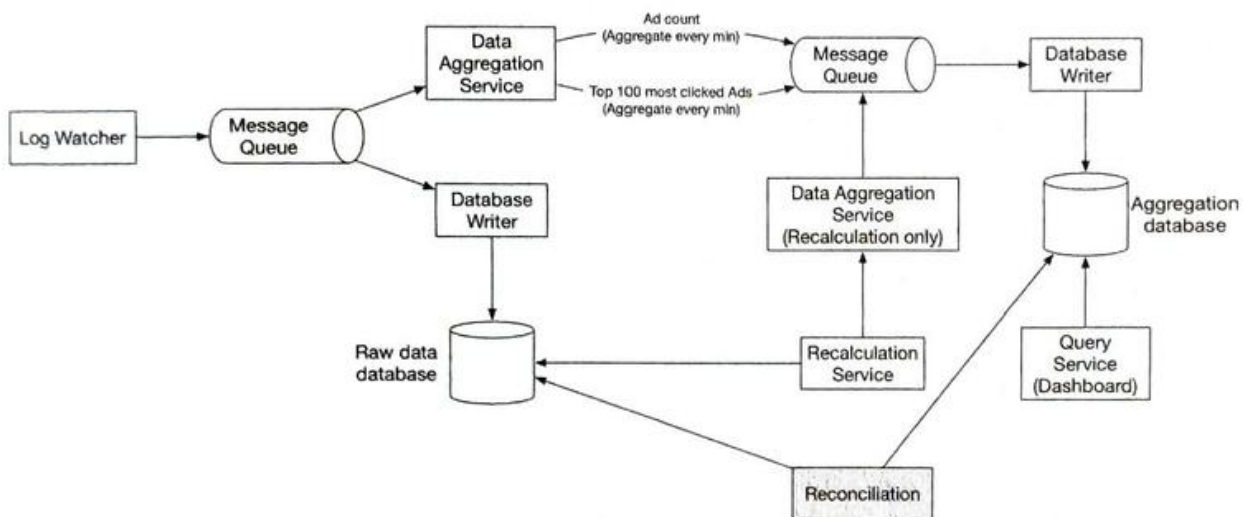 Log Watcher
Message
Queue
Data
Aggregation
Service
Ad count
(Aggregate every min)
Top 100 most clicked Ads
(Aggregate every min)
Message
Queue
Database
Writer
Database
Writer
Data Aggregation
Service
(Recalculation only)
Aggregation
database
Raw data
database
Recalculation
Service
Query
Service
(Dashboard)
Reconciliation